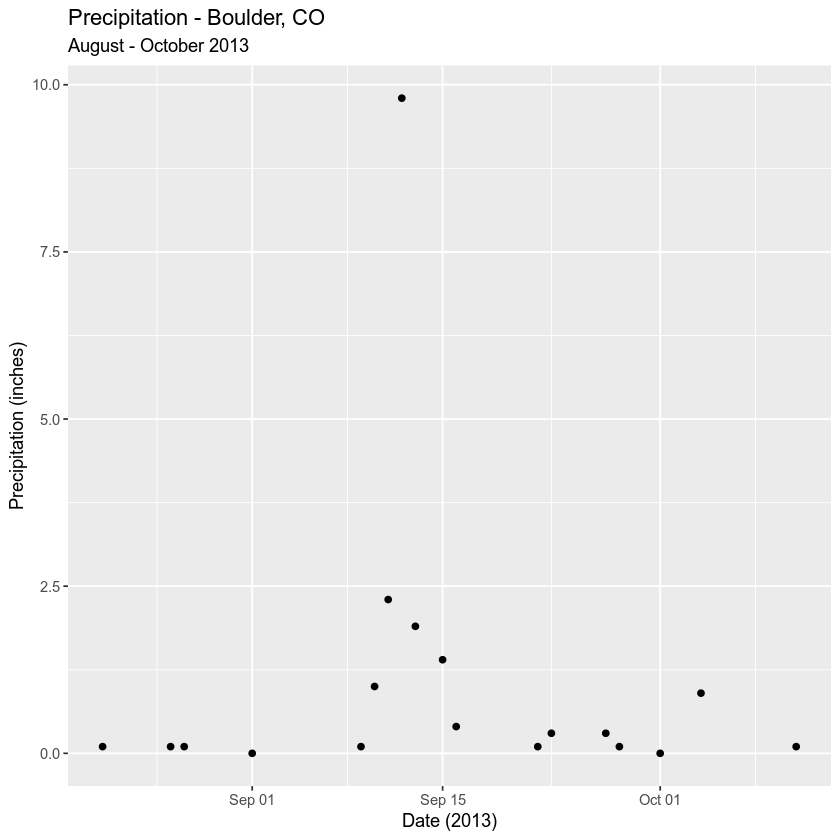 Precipitation - Boulder, CO
August - October 2013
10.0
7.5
5.0
2.5
0.0
Precipitation (inches)
Sep 01
Sep 15
Oct 01
Date (2013)